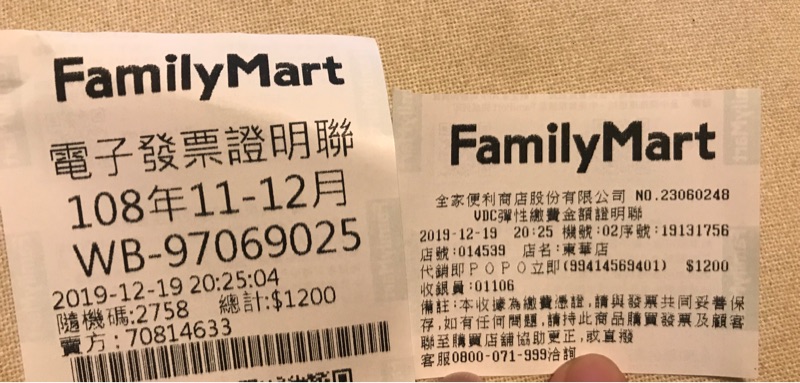 FamilyMart
電子發票證明聯
108年11-12月
WB-97069025
2019-12-19 20:25:04
隨機碼:2758 總計:$1200
賣方:70814633
FamilyMart
全家便利商店股份有限公司 NO.23060248
VDC彈性繳費金額證明聯
2019-12-19 20:25 機號:02序號:19131756
店號:014539 店名:東華店
代銷即POPO立即(99414569401) $1200
收銀員:01106
備註:本收據為繳費憑證,請與發票共同妥善保
存,如有任何問題,請持此商品購買發票及顧客
聯至購買店舖協助更正,或直撥
客服0800-071-999洽詢